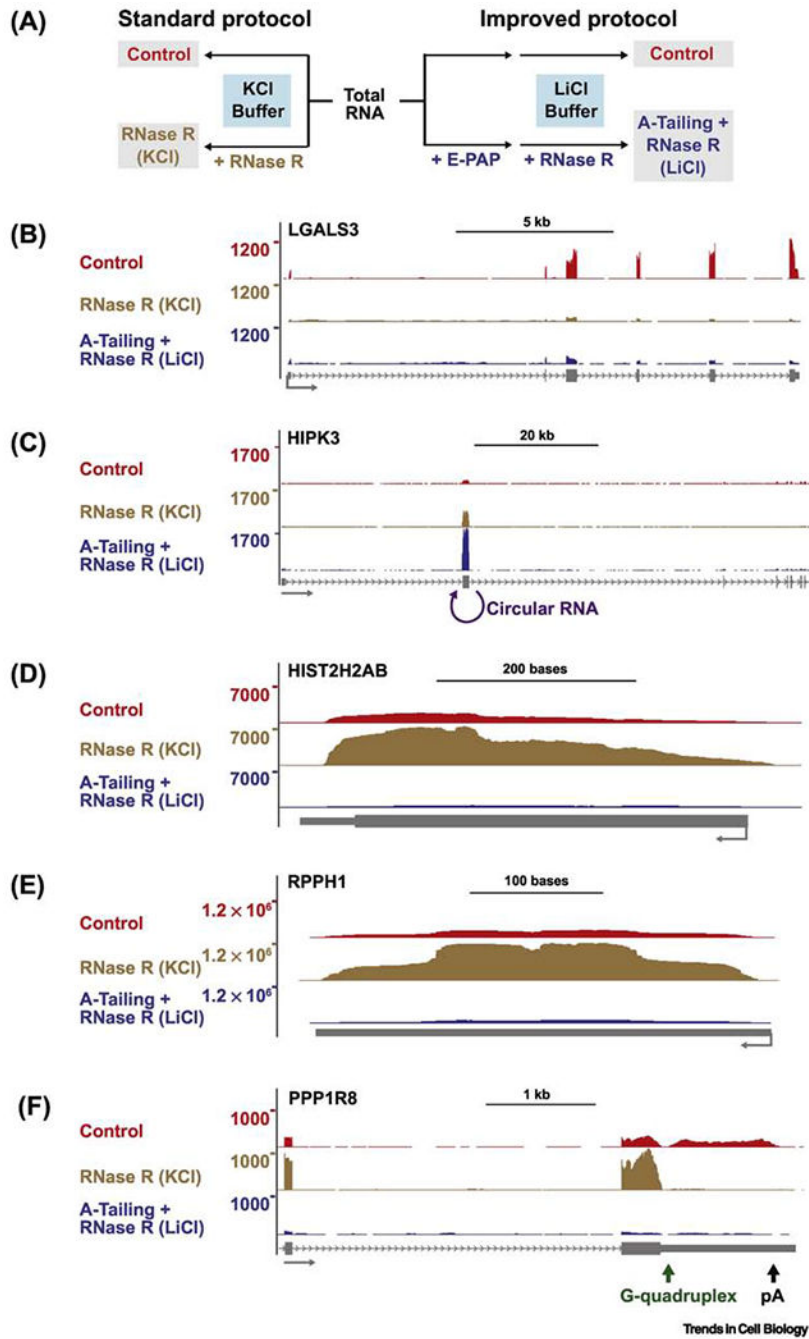 (A)
Standard protocol
Improved protocol
Control
KCl
Buffer
Total
RNA
LiCl
Buffer
Control
RNase R
(KCl)
+ RNase R
+ E-PAP
+ RNase R
A-Tailing +
RNase R
(LiCl)
(B)
LGALS3
5 kb
Control
1200
RNase R (KCl)
1200
A-Tailing +
RNase R (LiCl)
1200
(C)
HIPK3
20 kb
Control
1700
RNase R (KCl)
1700
A-Tailing +
RNase R (LiCl)
1700
Circular RNA
(D)
HIST2H2AB
200 bases
Control
7000
RNase R (KCl)
7000
A-Tailing +
RNase R (LiCl)
7000
(E)
RPPH1
100 bases
Control
1.2 × 10⁶
RNase R (KCl)
1.2 × 10⁶
A-Tailing +
RNase R (LiCl)
1.2 × 10⁶
(F)
PPP1R8
1 kb
Control
1000
RNase R (KCl)
1000
A-Tailing +
RNase R (LiCl)
1000
G-quadruplex
pA
Trends in Cell Biology